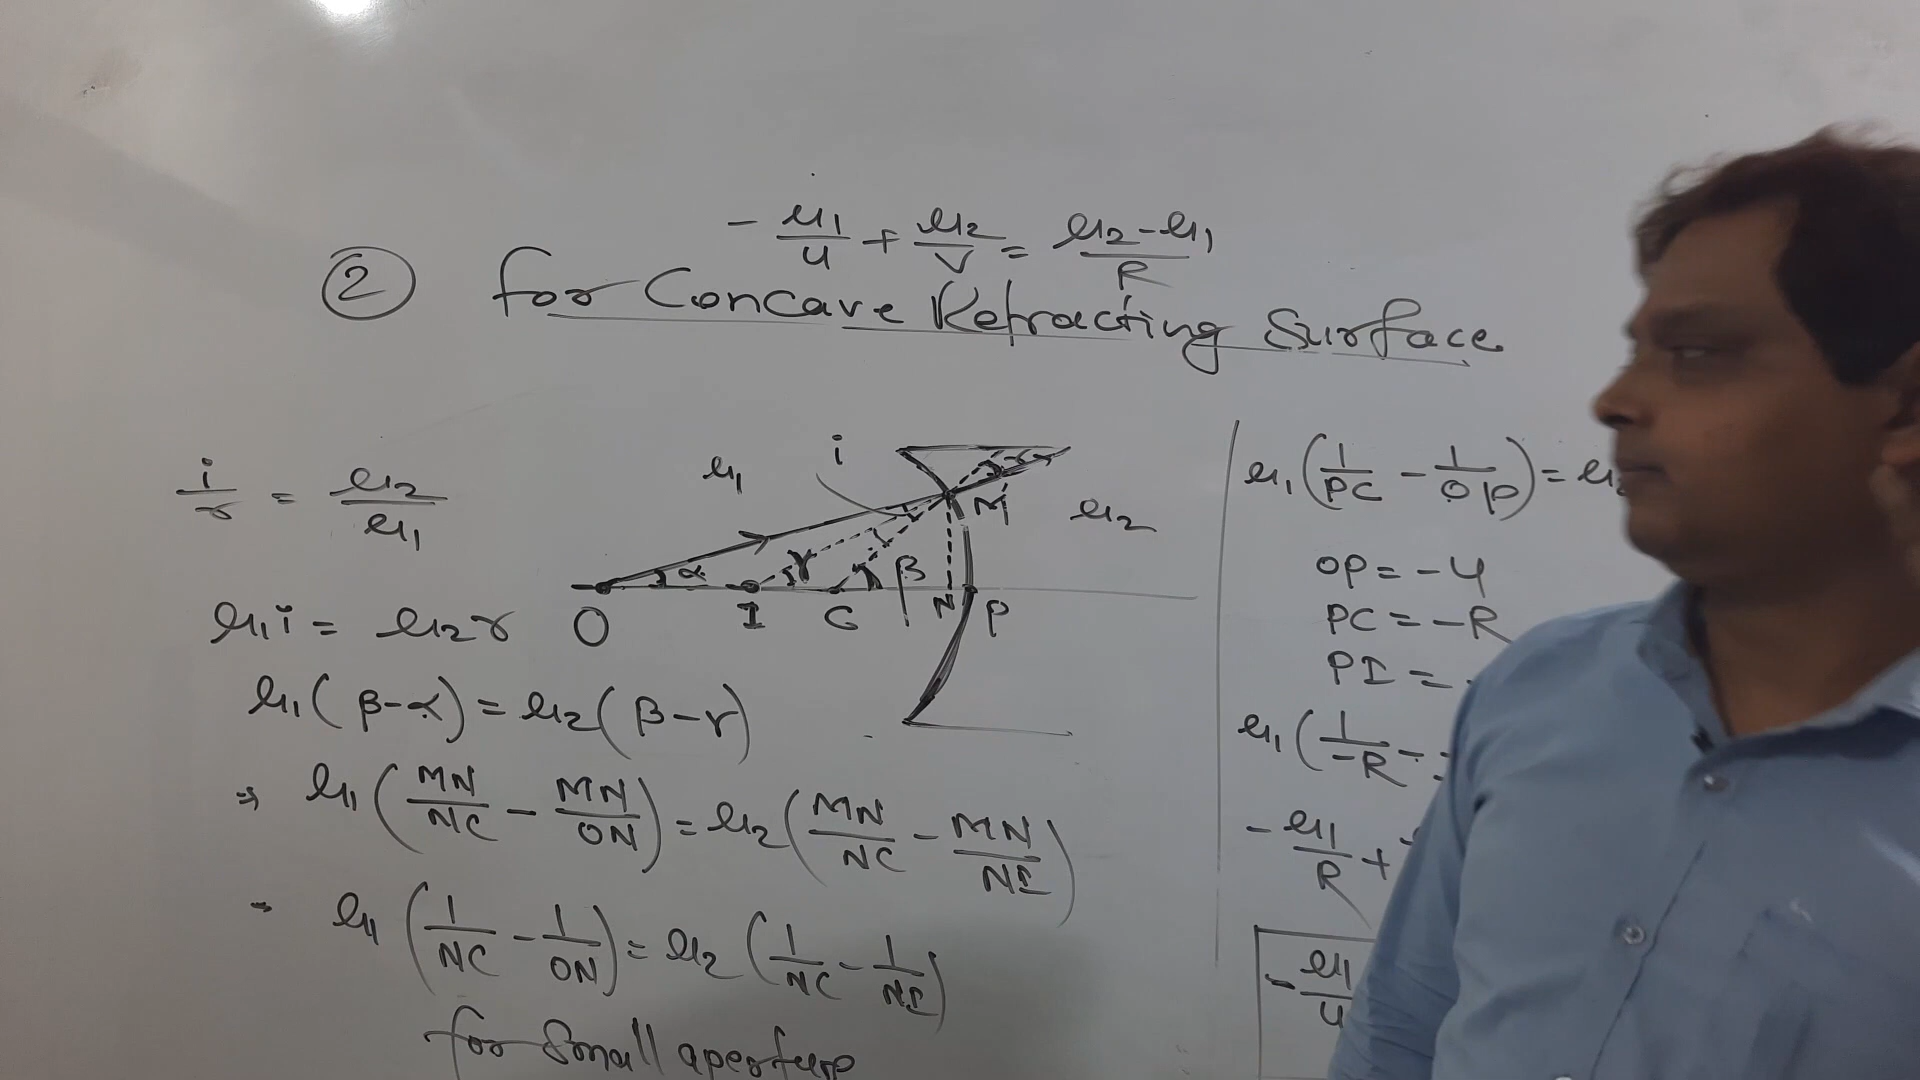 - μ1/u + μ2/v = μ2-μ1/R
② for Concave Refracting Surface
i/r = μ2/μ1
μ1i = μ2r
μ1(β-α) = μ2(β-γ)
⇒ μ1(MN/NC - MN/ON) = μ2(MN/NC - MN/NI)
μ1(1/NC - 1/ON) = μ2(1/NC - 1/NI)
for small aperture
i
μ1
r
M
μ2
α
γ
β
O
I
C
N
P
μ1(1/PC - 1/OP) = μ2
OP = -u
PC = -R
PI = -
μ1(1/-R -
- μ1/R +
- μ1/u